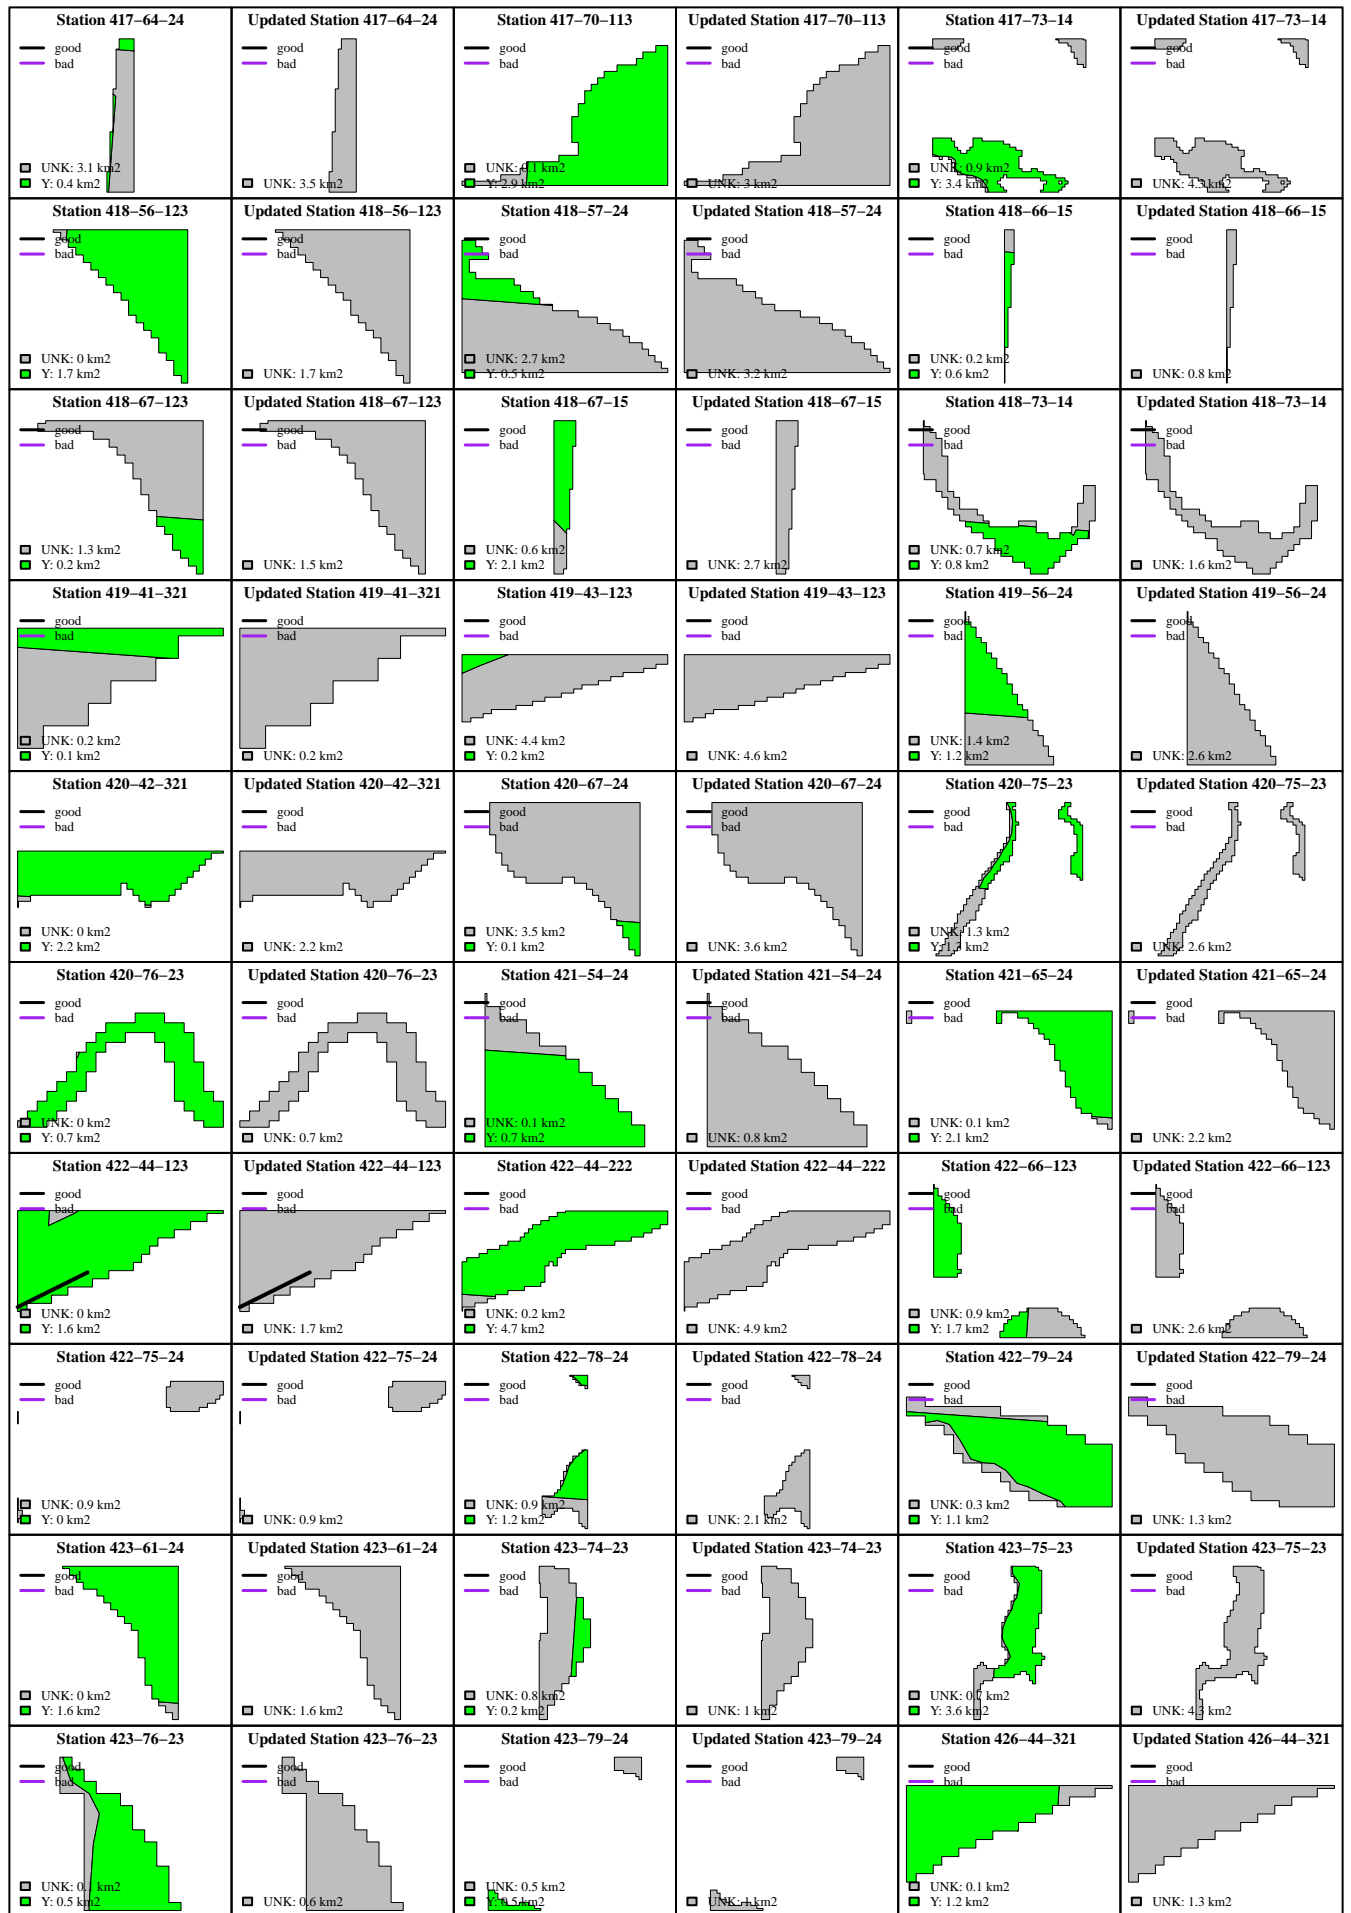 Station 417−64−24
good
bad
UNK: 3.1 km2
Y: 0.4 km2
Updated Station 417−64−24
good
bad
UNK: 3.5 km2
Station 417−70−113
good
bad
UNK: 0.1 km2
Y: 2.9 km2
Updated Station 417−70−113
good
bad
UNK: 3 km2
Station 417−73−14
good
bad
UNK: 0.9 km2
Y: 3.4 km2
Updated Station 417−73−14
good
bad
UNK: 4.3 km2
Station 418−56−123
good
bad
UNK: 0 km2
Y: 1.7 km2
Updated Station 418−56−123
good
bad
UNK: 1.7 km2
Station 418−57−24
good
bad
UNK: 2.7 km2
Y: 0.5 km2
Updated Station 418−57−24
good
bad
UNK: 3.2 km2
Station 418−66−15
good
bad
UNK: 0.2 km2
Y: 0.6 km2
Updated Station 418−66−15
good
bad
UNK: 0.8 km2
Station 418−67−123
good
bad
UNK: 1.3 km2
Y: 0.2 km2
Updated Station 418−67−123
good
bad
UNK: 1.5 km2
Station 418−67−15
good
bad
UNK: 0.6 km2
Y: 2.1 km2
Updated Station 418−67−15
good
bad
UNK: 2.7 km2
Station 418−73−14
good
bad
UNK: 0.7 km2
Y: 0.8 km2
Updated Station 418−73−14
good
bad
UNK: 1.6 km2
Station 419−41−321
good
bad
UNK: 0.2 km2
Y: 0.1 km2
Updated Station 419−41−321
good
bad
UNK: 0.2 km2
Station 419−43−123
good
bad
UNK: 4.4 km2
Y: 0.2 km2
Updated Station 419−43−123
good
bad
UNK: 4.6 km2
Station 419−56−24
good
bad
UNK: 1.4 km2
Y: 1.2 km2
Updated Station 419−56−24
good
bad
UNK: 2.6 km2
Station 420−42−321
good
bad
UNK: 0 km2
Y: 2.2 km2
Updated Station 420−42−321
good
bad
UNK: 2.2 km2
Station 420−67−24
good
bad
UNK: 3.5 km2
Y: 0.1 km2
Updated Station 420−67−24
good
bad
UNK: 3.6 km2
Station 420−75−23
good
bad
UNK: 1.3 km2
Y: 1.3 km2
Updated Station 420−75−23
good
bad
UNK: 2.6 km2
Station 420−76−23
good
bad
UNK: 0 km2
Y: 0.7 km2
Updated Station 420−76−23
good
bad
UNK: 0.7 km2
Station 421−54−24
good
bad
UNK: 0.1 km2
Y: 0.7 km2
Updated Station 421−54−24
good
bad
UNK: 0.8 km2
Station 421−65−24
good
bad
UNK: 0.1 km2
Y: 2.1 km2
Updated Station 421−65−24
good
bad
UNK: 2.2 km2
Station 422−44−123
good
bad
UNK: 0 km2
Y: 1.6 km2
Updated Station 422−44−123
good
bad
UNK: 1.7 km2
Station 422−44−222
good
bad
UNK: 0.2 km2
Y: 4.7 km2
Updated Station 422−44−222
good
bad
UNK: 4.9 km2
Station 422−66−123
good
bad
UNK: 0.9 km2
Y: 1.7 km2
Updated Station 422−66−123
good
bad
UNK: 2.6 km2
Station 422−75−24
good
bad
UNK: 0.9 km2
Y: 0 km2
Updated Station 422−75−24
good
bad
UNK: 0.9 km2
Station 422−78−24
good
bad
UNK: 0.9 km2
Y: 1.2 km2
Updated Station 422−78−24
good
bad
UNK: 2.1 km2
Station 422−79−24
good
bad
UNK: 0.3 km2
Y: 1.1 km2
Updated Station 422−79−24
good
bad
UNK: 1.3 km2
Station 423−61−24
good
bad
UNK: 0 km2
Y: 1.6 km2
Updated Station 423−61−24
good
bad
UNK: 1.6 km2
Station 423−74−23
good
bad
UNK: 0.8 km2
Y: 0.2 km2
Updated Station 423−74−23
good
bad
UNK: 1 km2
Station 423−75−23
good
bad
UNK: 0.7 km2
Y: 3.6 km2
Updated Station 423−75−23
good
bad
UNK: 4.3 km2
Station 423−76−23
good
bad
UNK: 0.1 km2
Y: 0.5 km2
Updated Station 423−76−23
good
bad
UNK: 0.6 km2
Station 423−79−24
good
bad
UNK: 0.5 km2
Y: 0.5 km2
Updated Station 423−79−24
good
bad
UNK: 1 km2
Station 426−44−321
good
bad
UNK: 0.1 km2
Y: 1.2 km2
Updated Station 426−44−321
good
bad
UNK: 1.3 km2